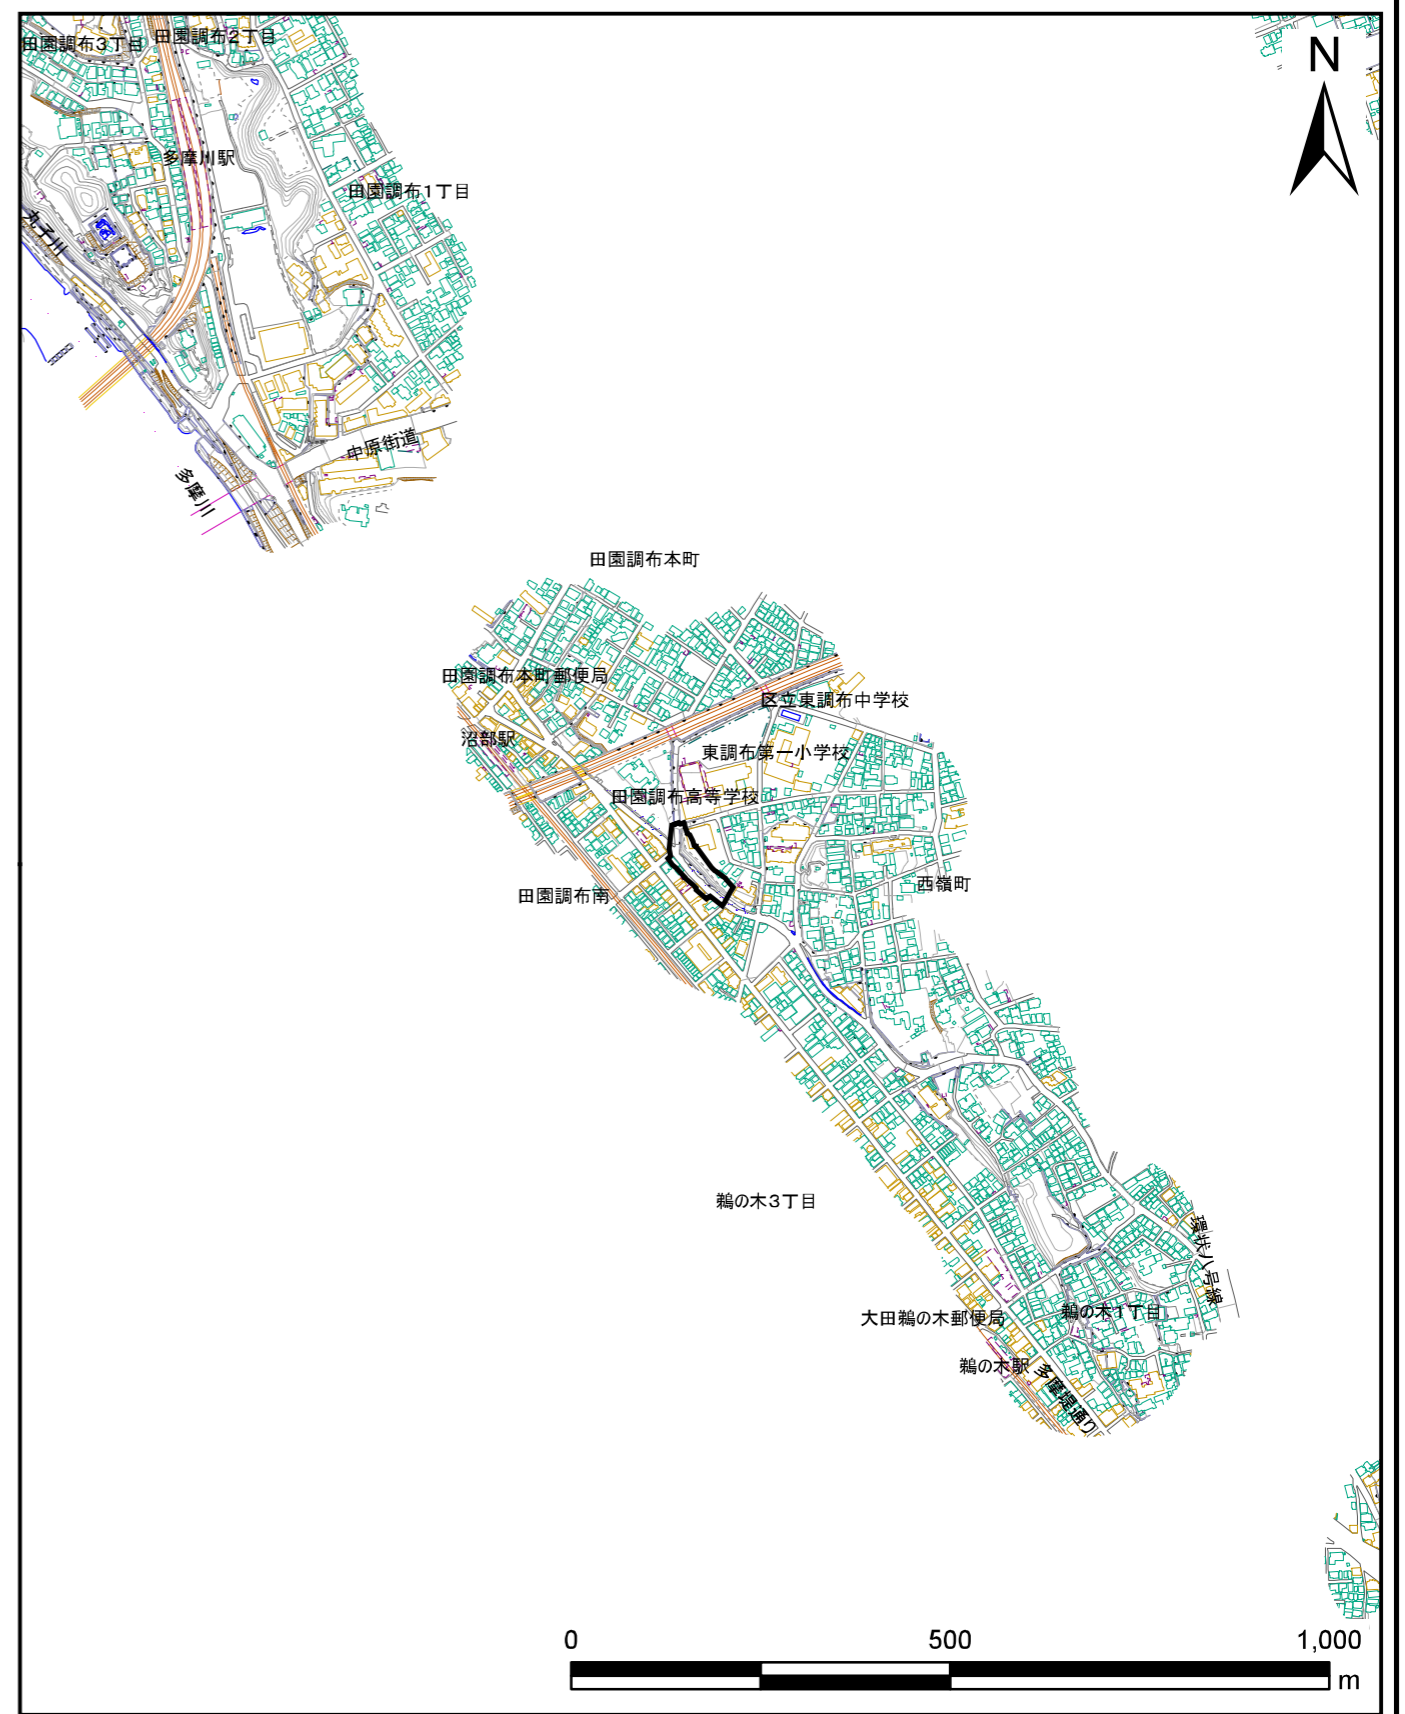 田園調布3丁目
田園調布2丁目
N
多摩川駅
田園調布1丁目
丸子川
中原街道
多摩川
田園調布本町
田園調布本町郵便局
区立東調布中学校
沼部駅
東調布第一小学校
田園調布高等学校
西嶺町
田園調布南
鵜の木3丁目
環状八号線
大田鵜の木郵便局
鵜の木1丁目
鵜の木駅
多摩堤通り
0 500 1,000
m